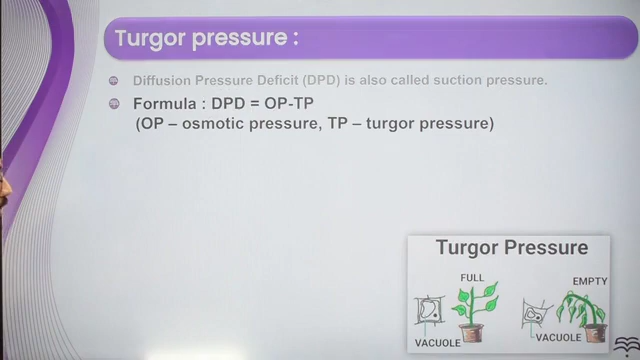 Turgor pressure :
Diffusion Pressure Deficit (DPD) is also called suction pressure.
Formula : DPD = OP-TP
(OP – osmotic pressure, TP – turgor pressure)
Turgor Pressure
FULL
EMPTY
VACUOLE
VACUOLE